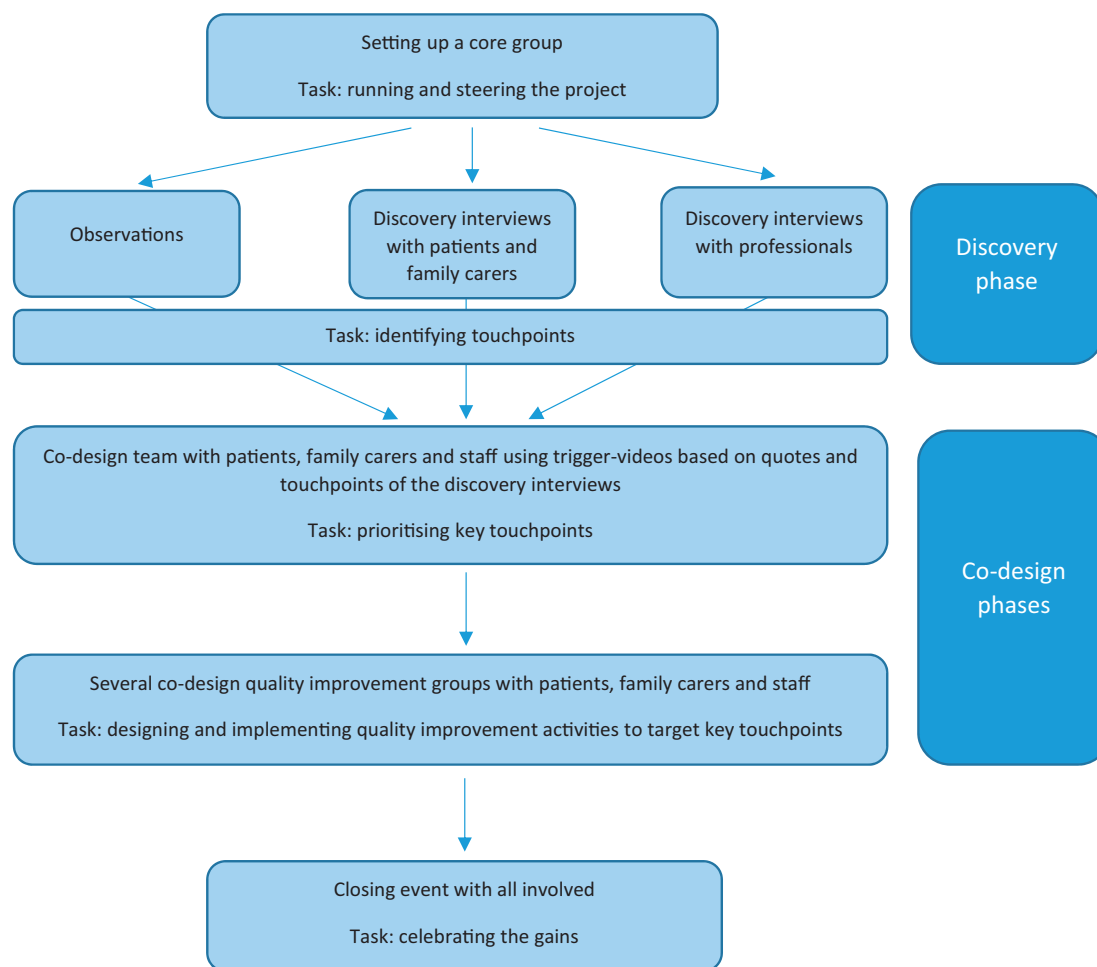 Setting up a core group
Task: running and steering the project
Observations
Discovery interviews
with patients and
family carers
Discovery interviews
with professionals
Discovery
phase
Task: identifying touchpoints
Co-design team with patients, family carers and staff using trigger-videos based on quotes and
touchpoints of the discovery interviews
Task: prioritising key touchpoints
Co-design
phases
Several co-design quality improvement groups with patients, family carers and staff
Task: designing and implementing quality improvement activities to target key touchpoints
Closing event with all involved
Task: celebrating the gains